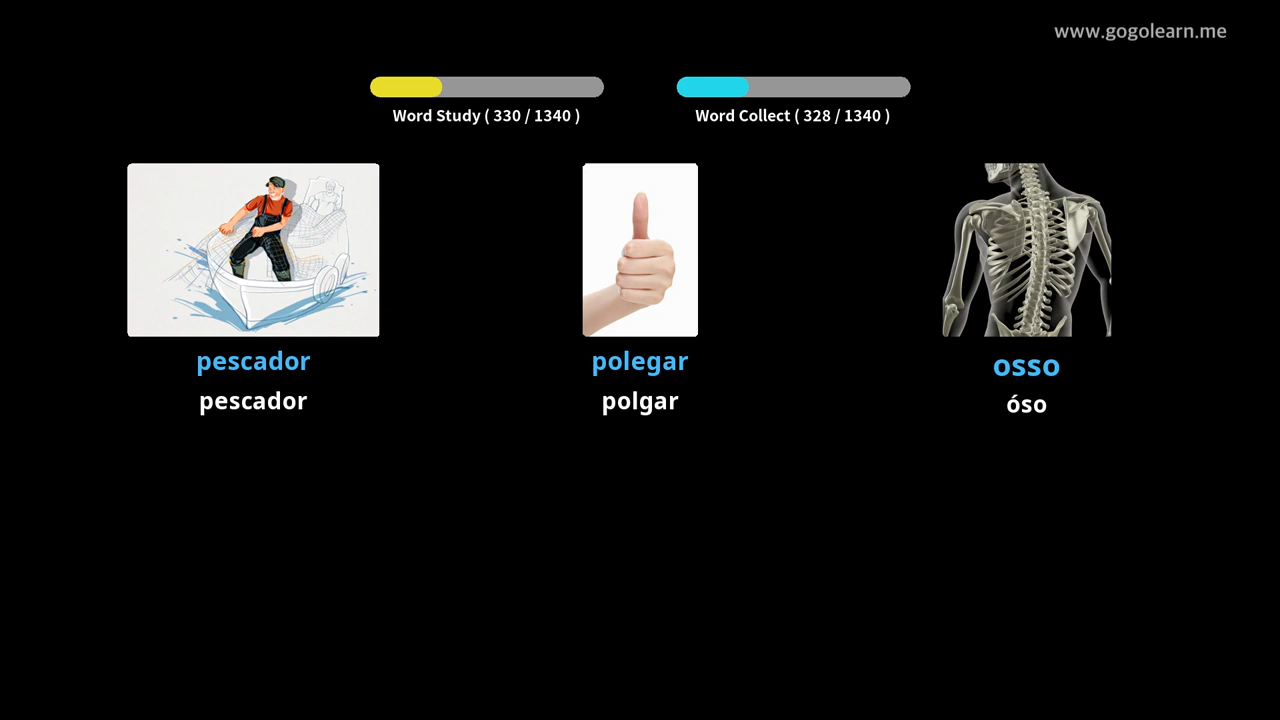 www.gogolearn.me
Word Study ( 330 / 1340 )
Word Collect ( 328 / 1340 )
pescador
pescador
polegar
polgar
osso
óso